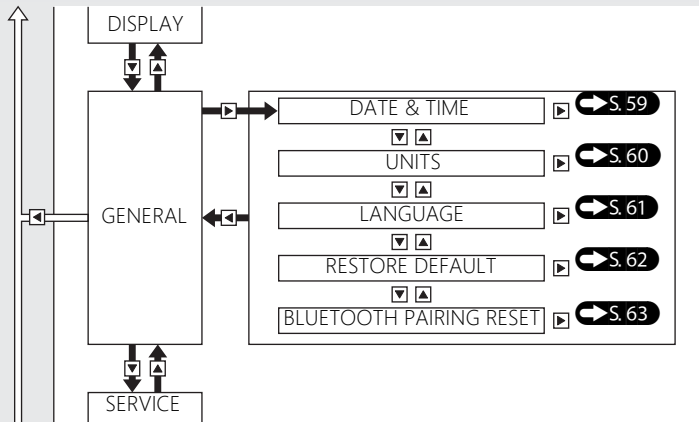 DISPLAY
GENERAL
DATE & TIME
S. 59
UNITS
S. 60
LANGUAGE
S. 61
RESTORE DEFAULT
S. 62
BLUETOOTH PAIRING RESET
S. 63
SERVICE